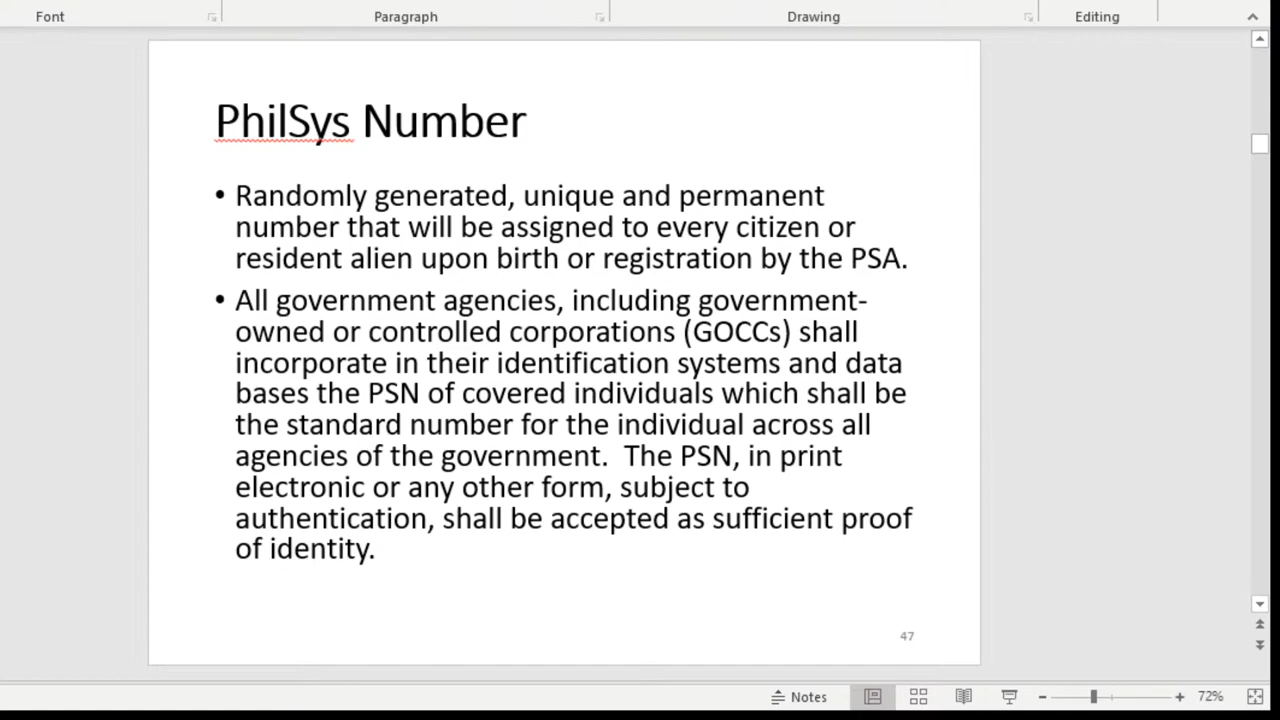 Font Paragraph Drawing Editing
PhilSys Number
• Randomly generated, unique and permanent
number that will be assigned to every citizen or
resident alien upon birth or registration by the PSA.
• All government agencies, including government-
owned or controlled corporations (GOCCs) shall
incorporate in their identification systems and data
bases the PSN of covered individuals which shall be
the standard number for the individual across all
agencies of the government.  The PSN, in print
electronic or any other form, subject to
authentication, shall be accepted as sufficient proof
of identity.
47
Notes 72%